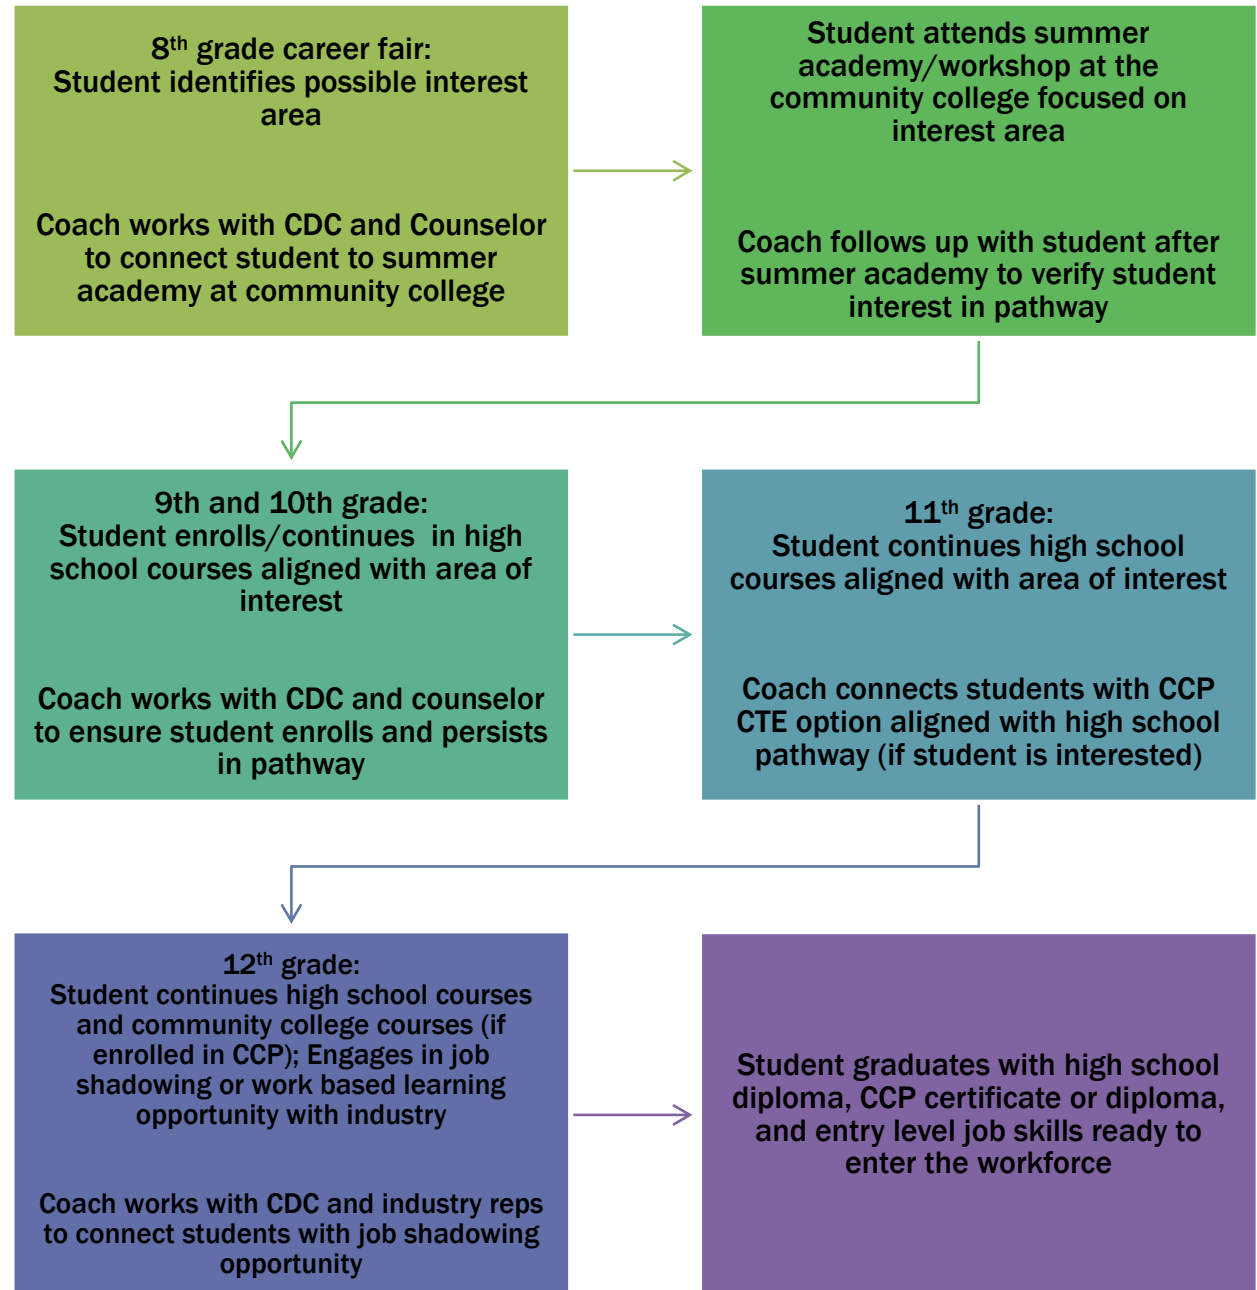 8th grade career fair:
Student identifies possible interest
area
Coach works with CDC and Counselor
to connect student to summer
academy at community college
Student attends summer
academy/workshop at the
community college focused on
interest area
Coach follows up with student after
summer academy to verify student
interest in pathway
9th and 10th grade:
Student enrolls/continues  in high
school courses aligned with area of
interest
Coach works with CDC and counselor
to ensure student enrolls and persists
in pathway
11th grade:
Student continues high school
courses aligned with area of interest
Coach connects students with CCP
CTE option aligned with high school
pathway (if student is interested)
12th grade:
Student continues high school courses
and community college courses (if
enrolled in CCP); Engages in job
shadowing or work based learning
opportunity with industry
Coach works with CDC and industry reps
to connect students with job shadowing
opportunity
Student graduates with high school
diploma, CCP certificate or diploma,
and entry level job skills ready to
enter the workforce